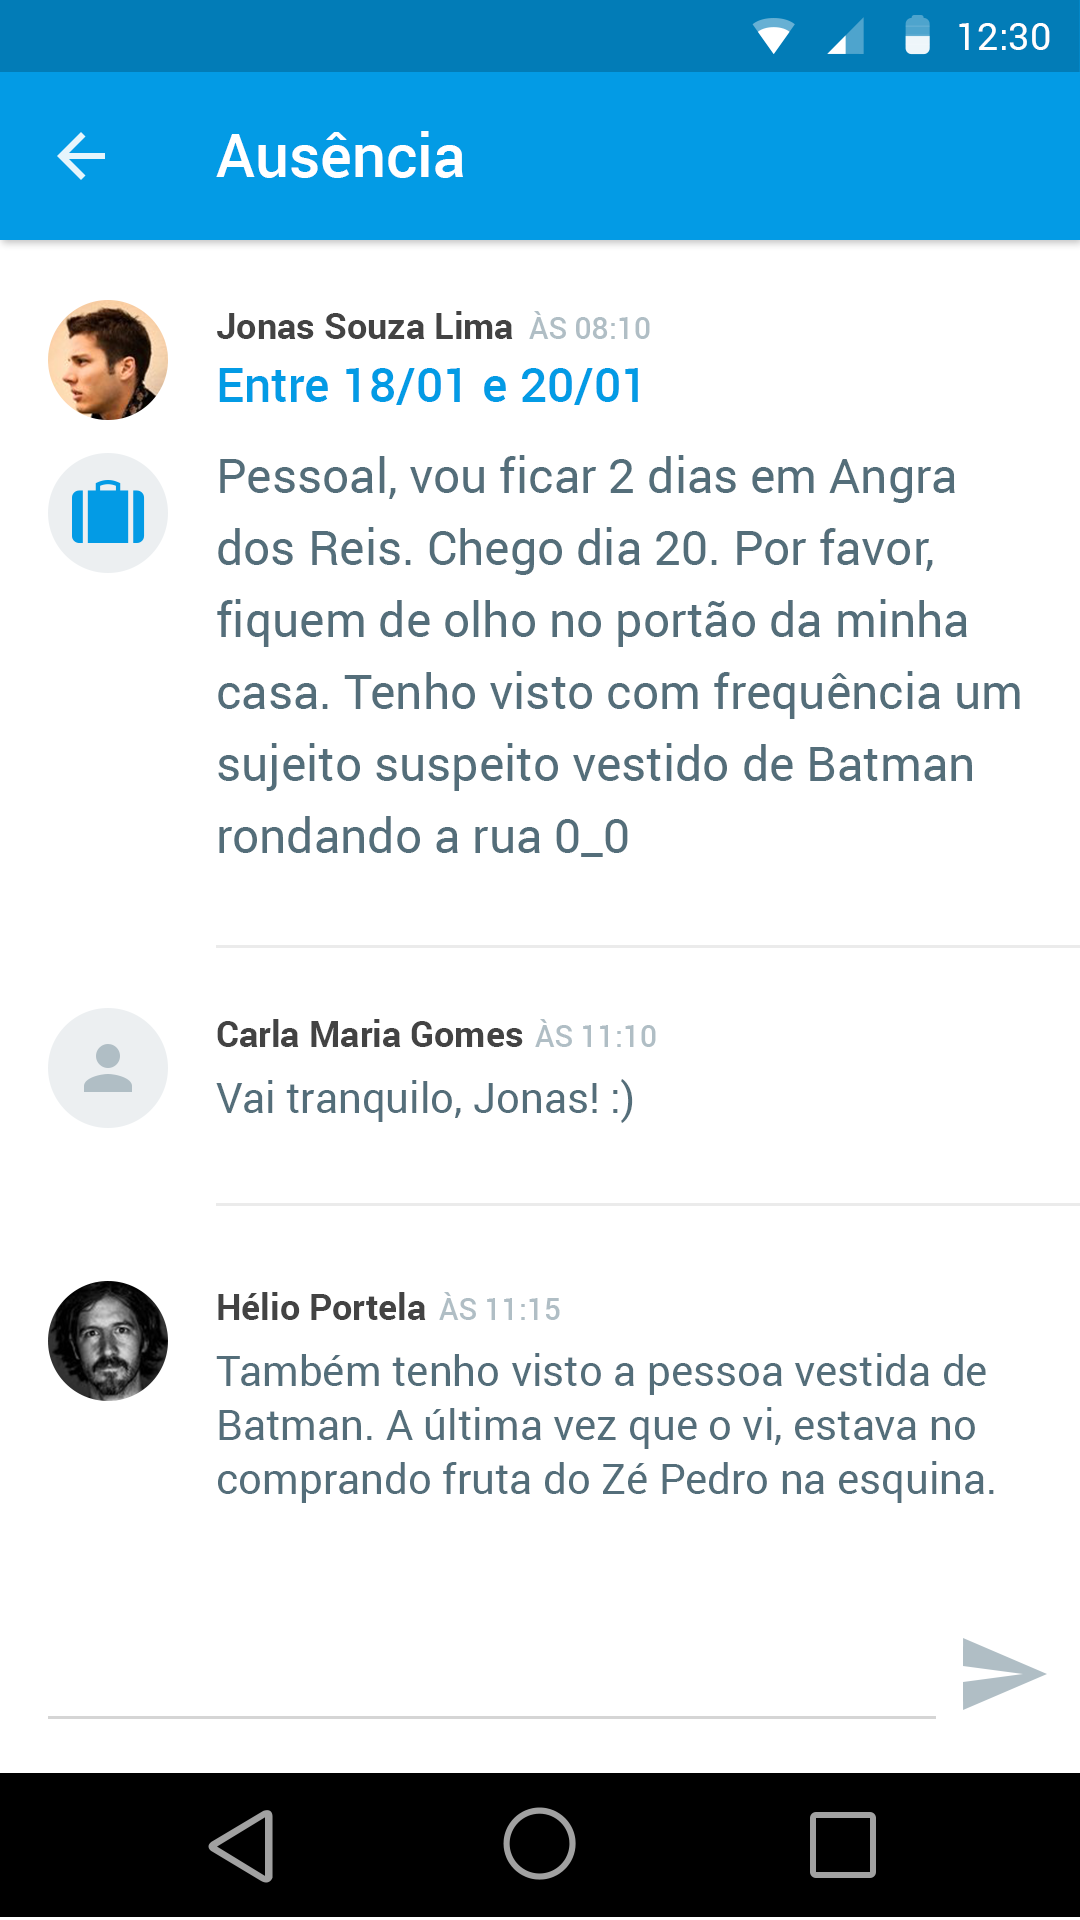 12:30
Ausência
Jonas Souza Lima ÀS 08:10
Entre 18/01 e 20/01
Pessoal, vou ficar 2 dias em Angra
dos Reis. Chego dia 20. Por favor,
fiquem de olho no portão da minha
casa. Tenho visto com frequência um
sujeito suspeito vestido de Batman
rondando a rua 0_0
Carla Maria Gomes ÀS 11:10
Vai tranquilo, Jonas! :)
Hélio Portela ÀS 11:15
Também tenho visto a pessoa vestida de
Batman. A última vez que o vi, estava no
comprando fruta do Zé Pedro na esquina.